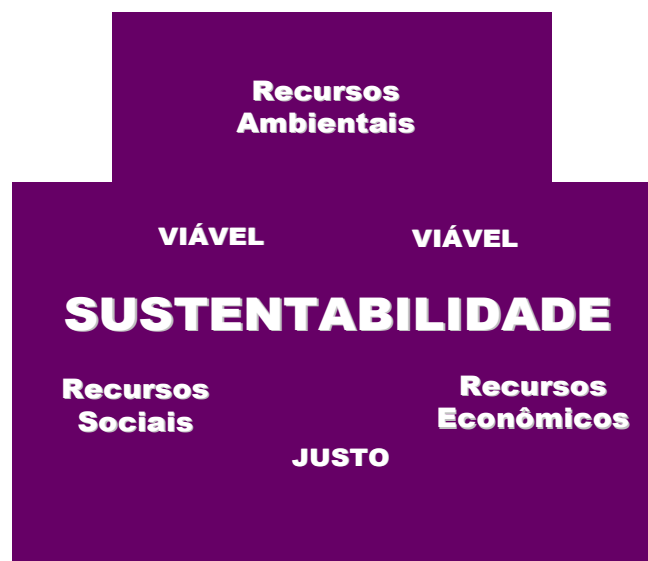 Recursos
Ambientais
VIÁVEL
VIÁVEL
SUSTENTABILIDADE
Recursos
Sociais
Recursos
Econômicos
JUSTO